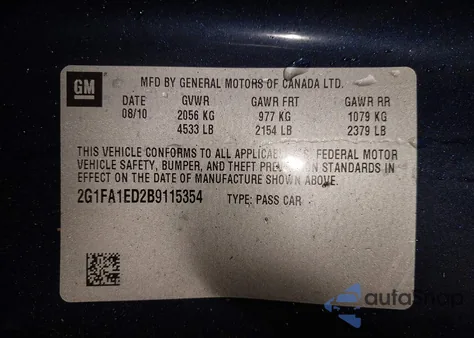 GM
MFD BY GENERAL MOTORS OF CANADA LTD.
DATE GVWR GAWR FRT GAWR RR
08/10 2056 KG 977 KG 1079 KG
4533 LB 2154 LB 2379 LB
THIS VEHICLE CONFORMS TO ALL APPLICABLE U.S. FEDERAL MOTOR
VEHICLE SAFETY, BUMPER, AND THEFT PREVENTION STANDARDS IN
EFFECT ON THE DATE OF MANUFACTURE SHOWN ABOVE.
2G1FA1ED2B9115354 TYPE: PASS CAR
autoSnap